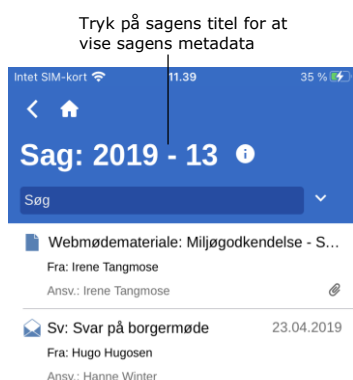 Tryk på sagens titel for at
vise sagens metadata
Intet SIM-kort 11.39 35 %
Sag: 2019 - 13
Søg
Webmødemateriale: Miljøgodkendelse - S...
Fra: Irene Tangmose
Ansv.: Irene Tangmose
Sv: Svar på borgermøde 23.04.2019
Fra: Hugo Hugosen
Ansv.: Hanne Winter